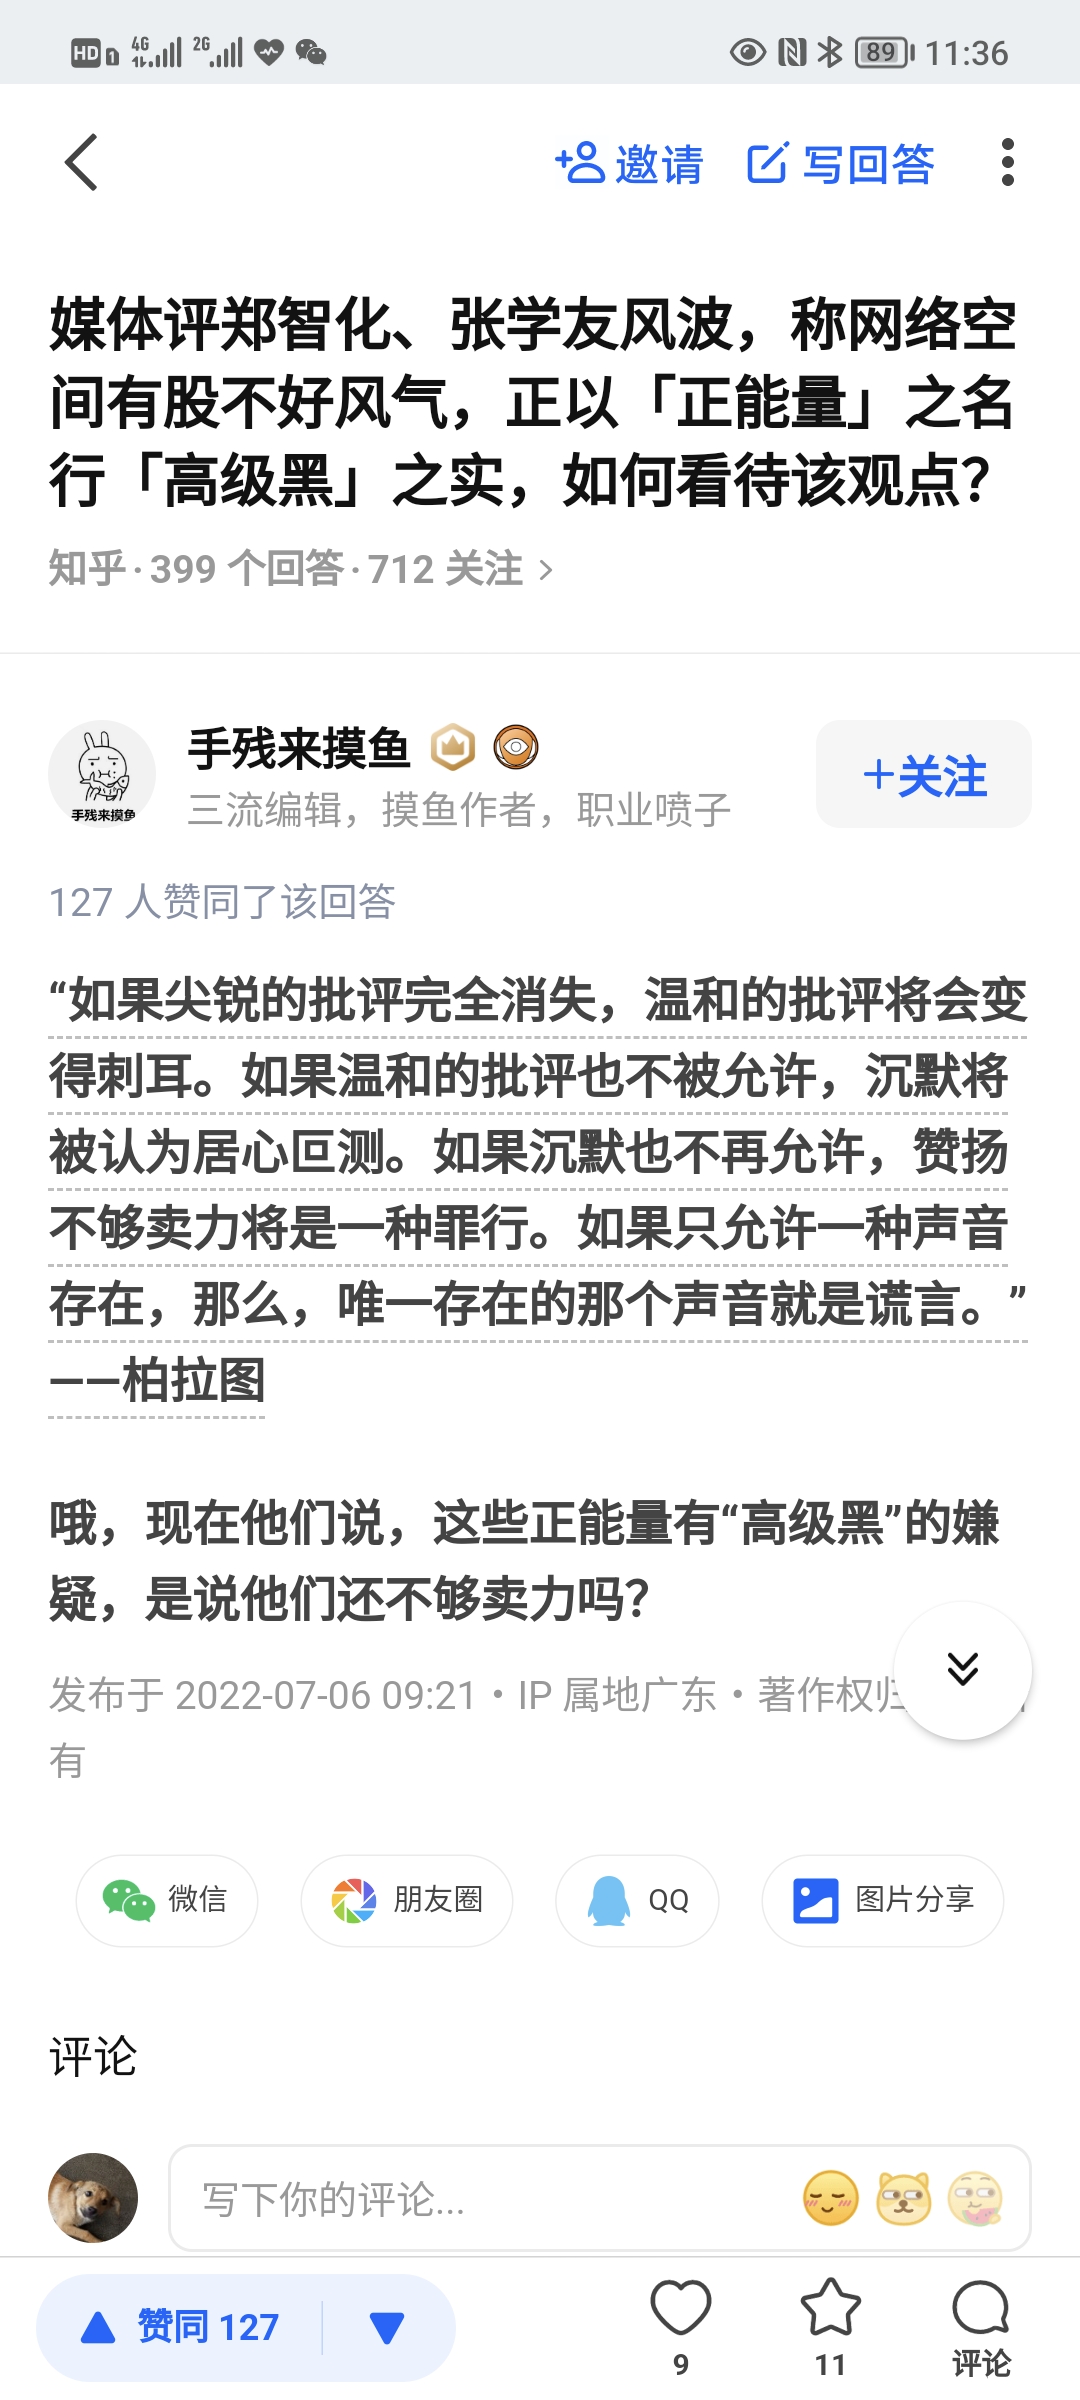 HD 1 4G 2G 89 11:36
邀请 写回答
媒体评郑智化、张学友风波，称网络空
间有股不好风气，正以「正能量」之名
行「高级黑」之实，如何看待该观点？
知乎·399 个回答·712 关注 >
手残来摸鱼
手残来摸鱼
三流编辑，摸鱼作者，职业喷子
+关注
127 人赞同了该回答
“如果尖锐的批评完全消失，温和的批评将会变
得刺耳。如果温和的批评也不被允许，沉默将
被认为居心叵测。如果沉默也不再允许，赞扬
不够卖力将是一种罪行。如果只允许一种声音
存在，那么，唯一存在的那个声音就是谎言。”
——柏拉图
哦，现在他们说，这些正能量有“高级黑”的嫌
疑，是说他们还不够卖力吗？
发布于 2022-07-06 09:21・IP 属地广东・著作权归
有
微信 朋友圈 QQ 图片分享
评论
写下你的评论...
赞同 127
9 11 评论